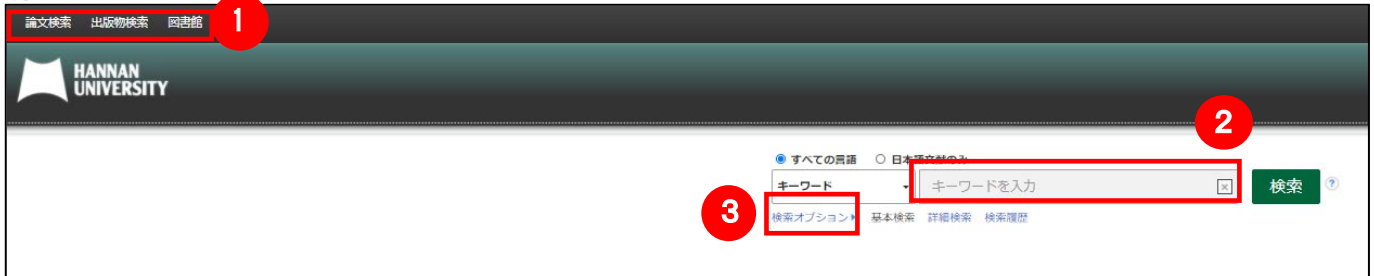 論文検索 出版物検索 図書館 1
HANNAN
UNIVERSITY
2
すべての言語 日本語文献のみ
キーワード キーワードを入力 検索 ?
3
検索オプション 基本検索 詳細検索 検索履歴